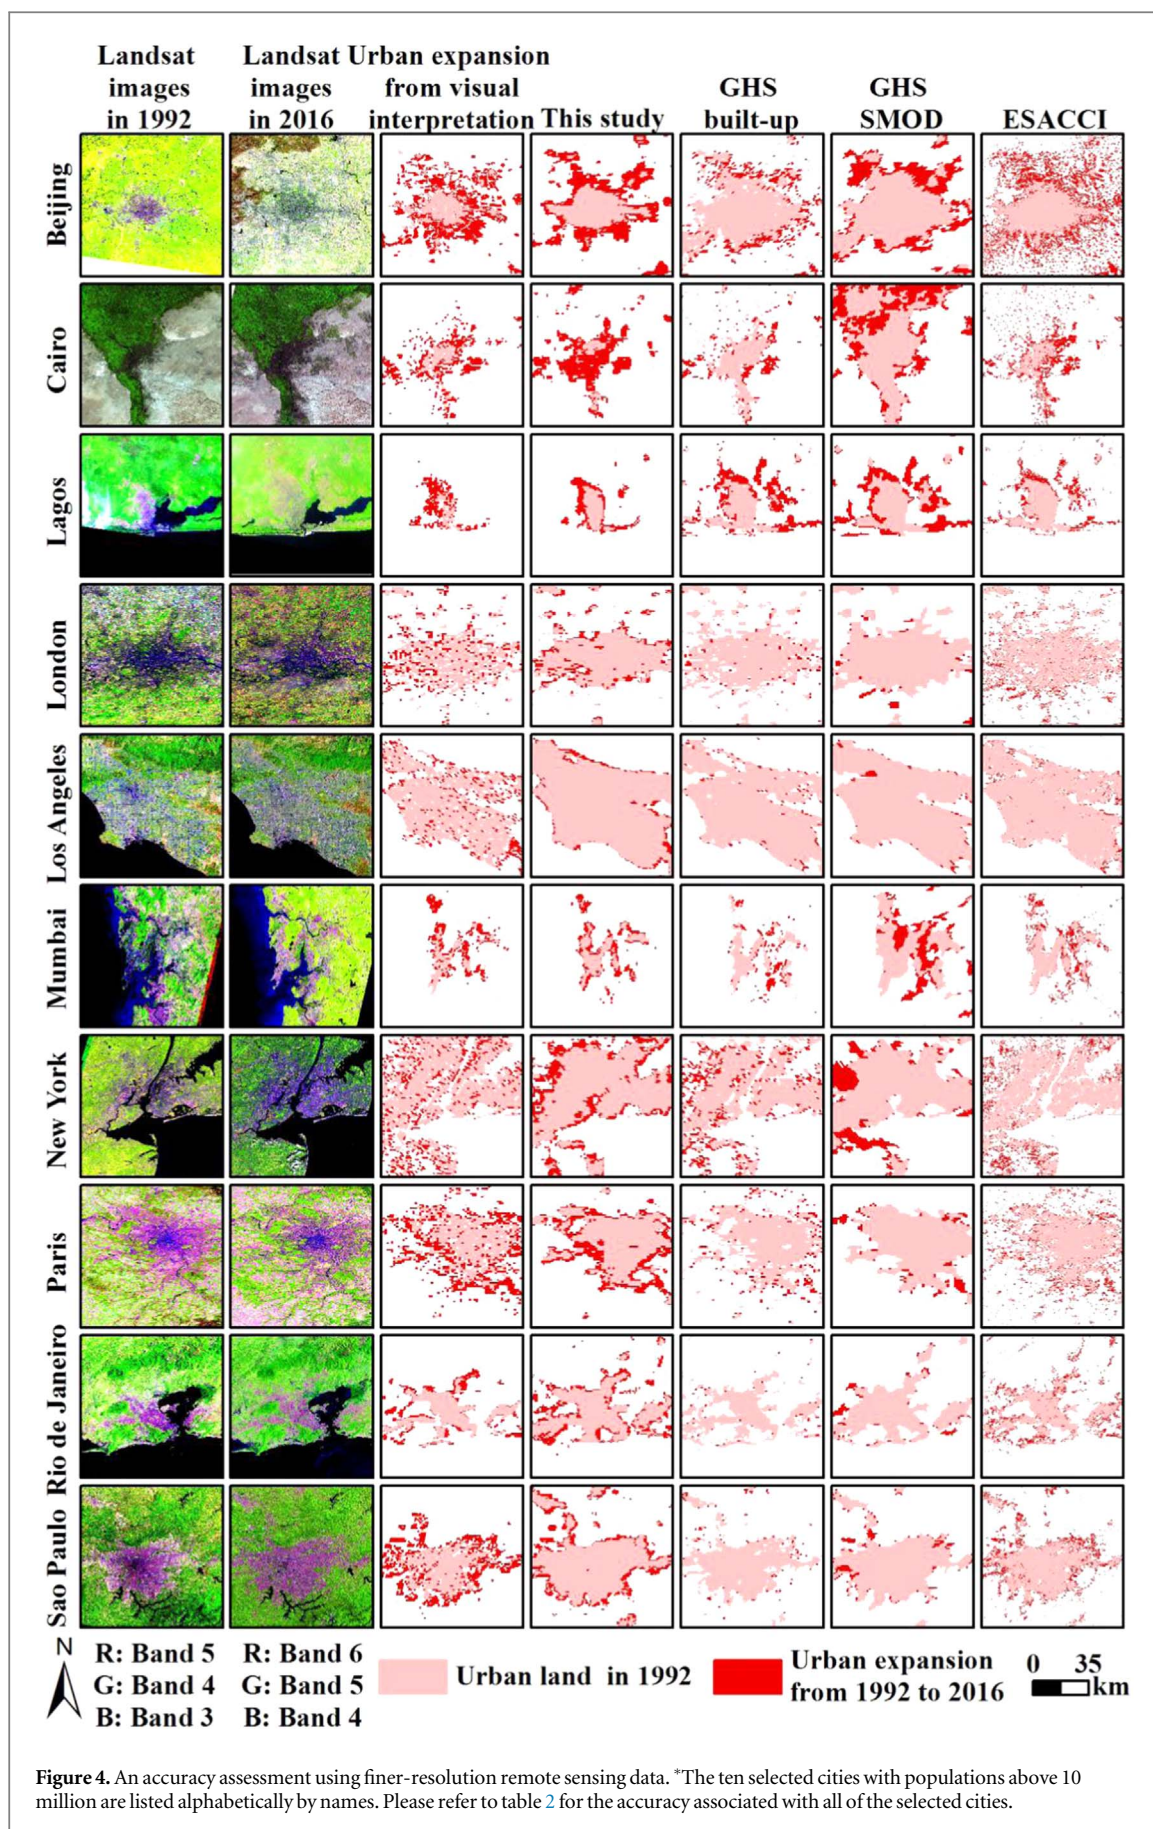 Landsat images in 1992
Landsat images in 2016
Urban expansion from visual interpretation
This study
GHS built-up
GHS SMOD
ESACCI
Beijing
Cairo
Lagos
London
Los Angeles
Mumbai
New York
Paris
Rio de Janeiro
Sao Paulo
N
R: Band 5
G: Band 4
B: Band 3
R: Band 6
G: Band 5
B: Band 4
Urban land in 1992
Urban expansion
from 1992 to 2016
0 35
km
Figure 4. An accuracy assessment using finer-resolution remote sensing data. *The ten selected cities with populations above 10
million are listed alphabetically by names. Please refer to table 2 for the accuracy associated with all of the selected cities.